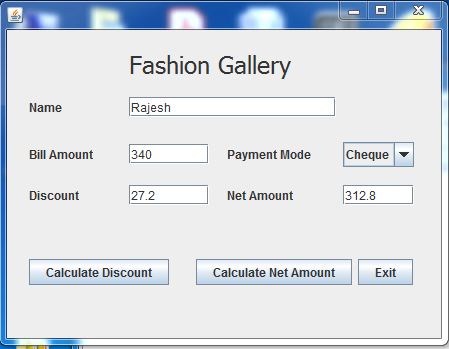 Fashion Gallery
Name Rajesh
Bill Amount 340 Payment Mode Cheque
Discount 27.2 Net Amount 312.8
Calculate Discount Calculate Net Amount Exit